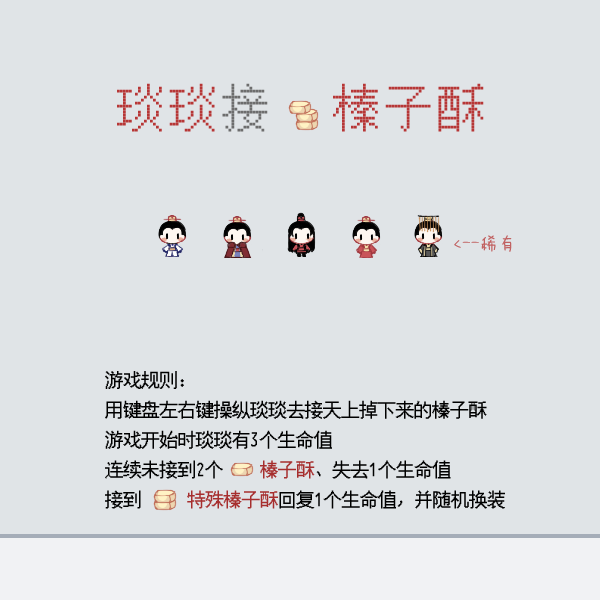 琰琰接榛子酥
<--稀有
游戏规则：
用键盘左右键操纵琰琰去接天上掉下来的榛子酥
游戏开始时琰琰有3个生命值
连续未接到2个 榛子酥、失去1个生命值
接到 特殊榛子酥回复1个生命值，并随机换装